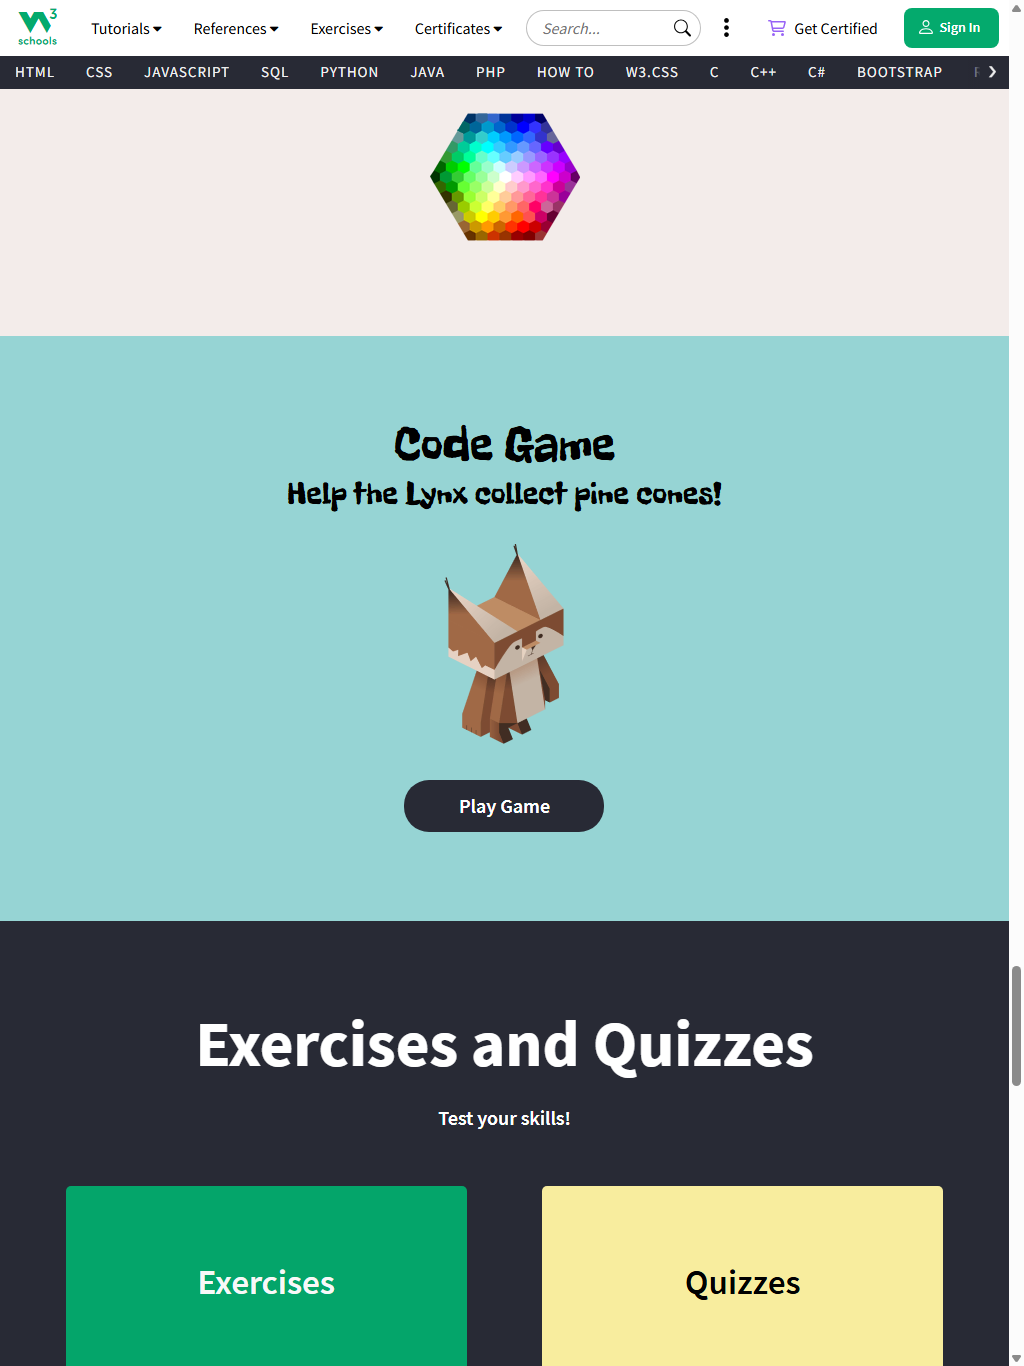 3
schools
Tutorials References Exercises Certificates Search... Get Certified Sign In
HTML CSS JAVASCRIPT SQL PYTHON JAVA PHP HOW TO W3.CSS C C++ C# BOOTSTRAP
Code Game
Help the Lynx collect pine cones!
Play Game
Exercises and Quizzes
Test your skills!
Exercises Quizzes